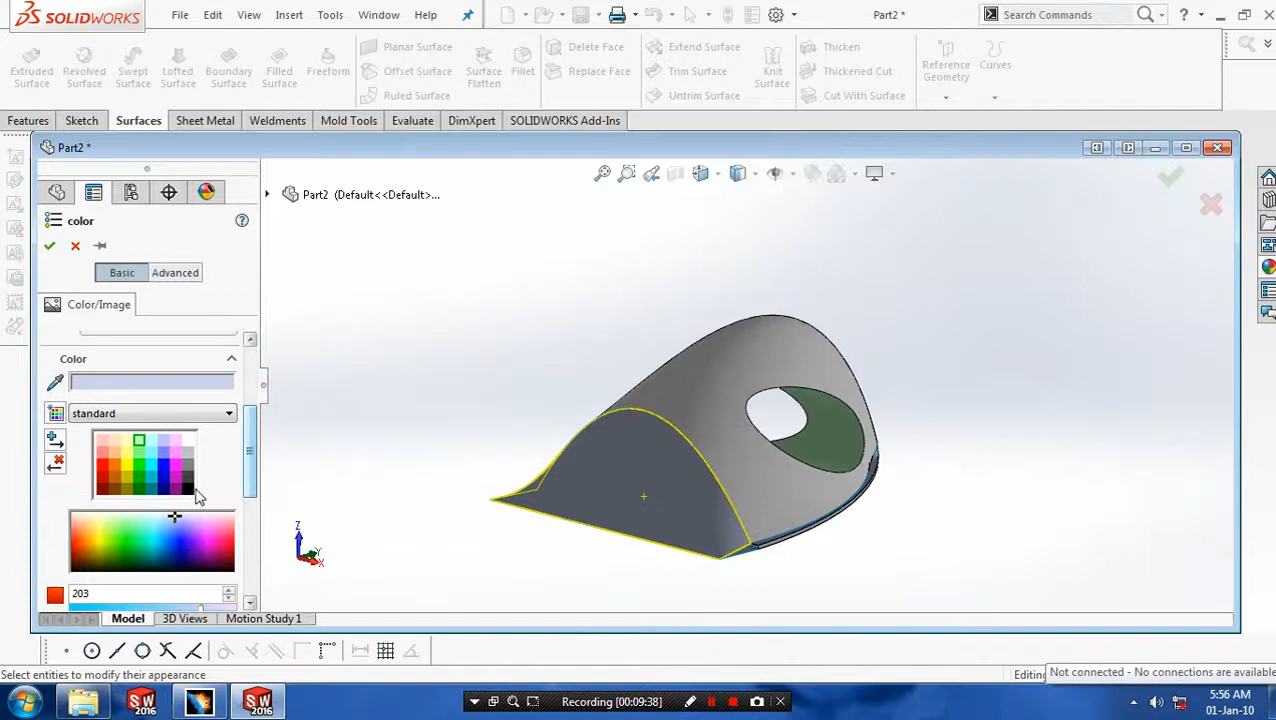 SOLIDWORKS File Edit View Insert Tools Window Help Part2 * Search Commands ?
Extruded Surface Revolved Surface Swept Surface Lofted Surface Boundary Surface Filled Surface Freeform
Planar Surface
Offset Surface
Ruled Surface
Surface Flatten Fillet
Delete Face
Replace Face
Extend Surface
Trim Surface
Untrim Surface
Knit Surface
Thicken
Thickened Cut
Cut With Surface
Reference Geometry Curves
Features Sketch Surfaces Sheet Metal Weldments Mold Tools Evaluate DimXpert SOLIDWORKS Add-Ins
Part2 *
Part2 (Default<<Default>...
color
Basic Advanced
Color/Image
Color
standard
203
Z
Y
X
Model 3D Views Motion Study 1
Select entities to modify their appearance
Editing
Not connected - No connections are available
SW 2016
SW 2016
Recording [00:09:38]
5:56 AM
01-Jan-10